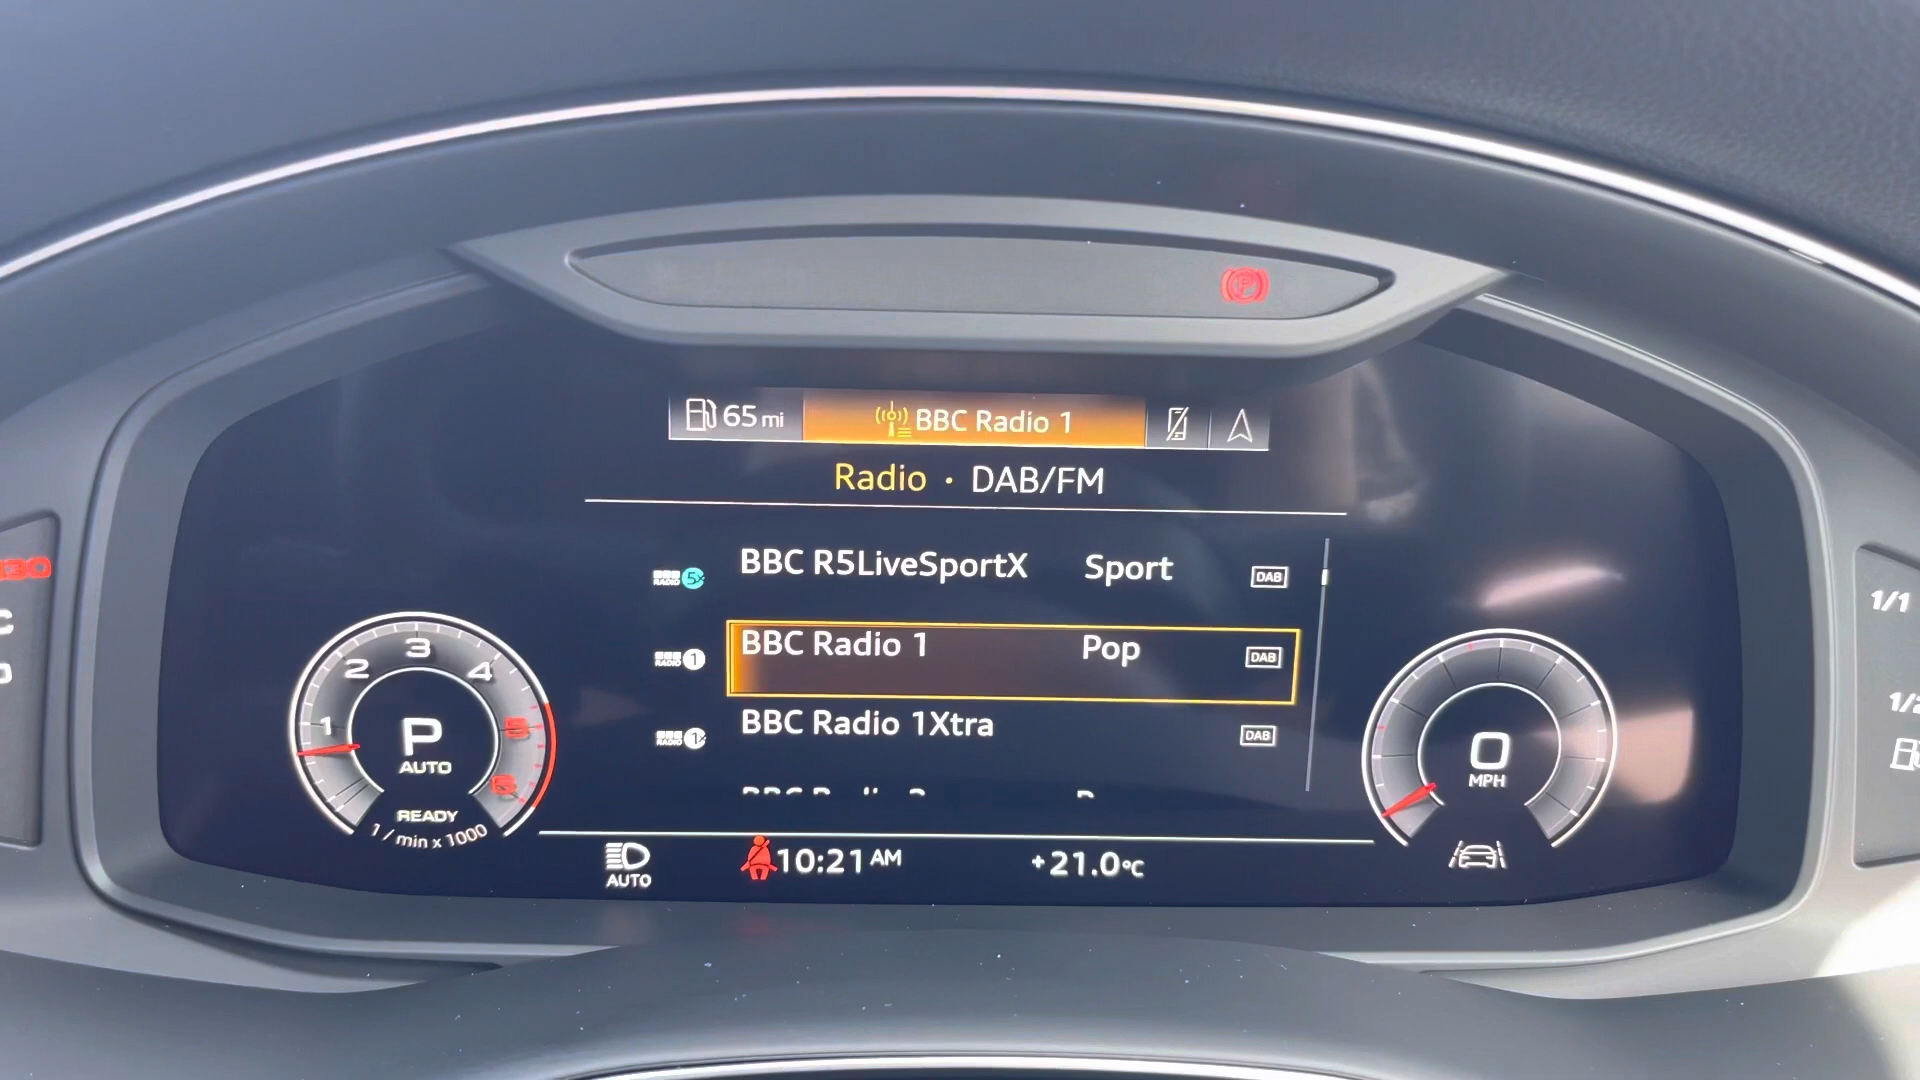 65 mi BBC Radio 1
Radio · DAB/FM
BBC R5LiveSportX Sport DAB
BBC Radio 1 Pop DAB
BBC Radio 1Xtra DAB
1 2 3 4 5 6
P
AUTO
READY
1 / min x 1000
0
MPH
AUTO
10:21 AM
+21.0°C
1/1